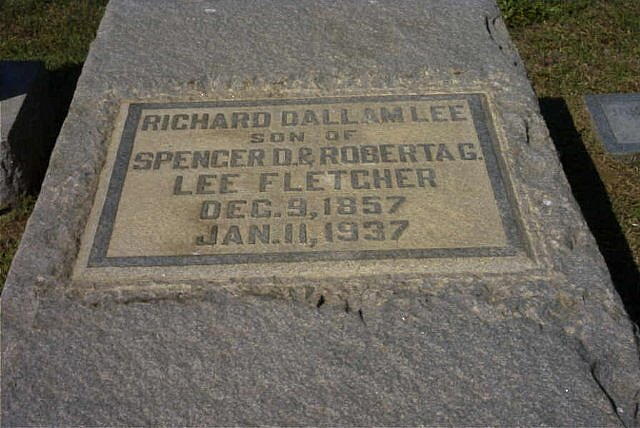 RICHARD DALLAM LEE
SON OF
SPENCER D. & ROBERTA G.
LEE FLETCHER
DEC. 9, 1857
JAN. 11, 1937